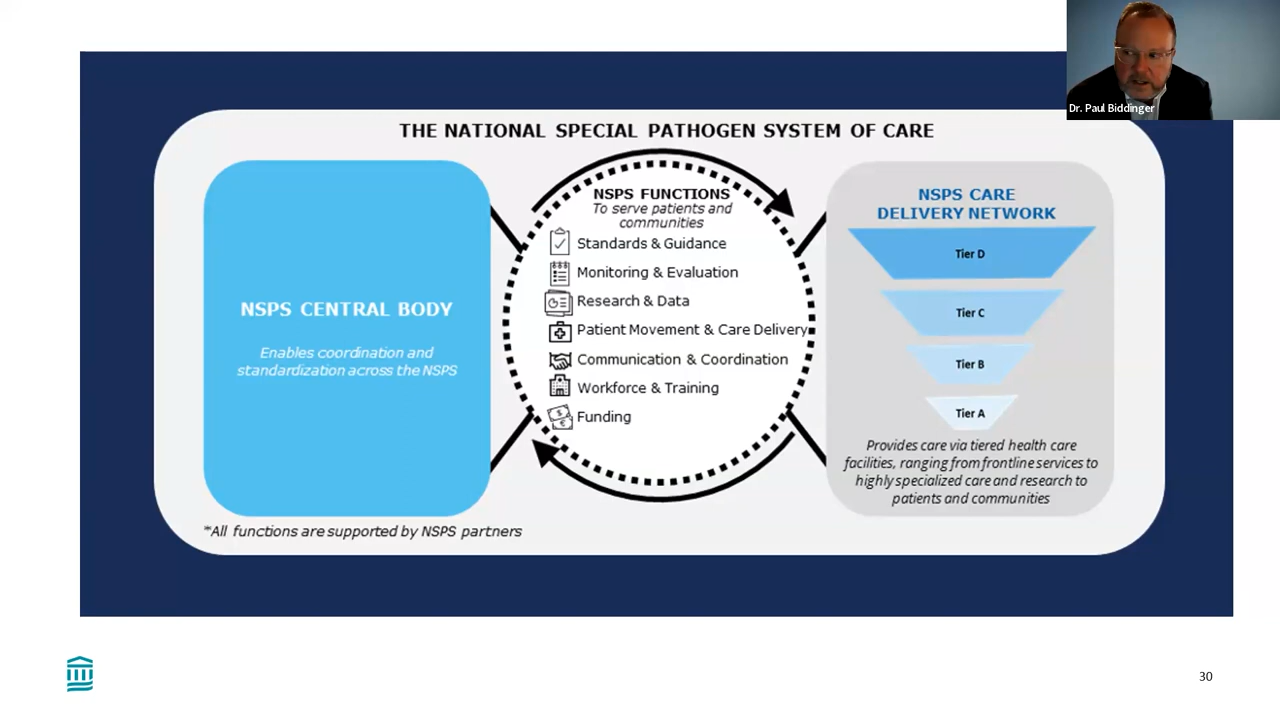 Dr. Paul Biddinger
THE NATIONAL SPECIAL PATHOGEN SYSTEM OF CARE
NSPS CENTRAL BODY
Enables coordination and
standardization across the NSPS
NSPS FUNCTIONS
To serve patients and
communities
Standards & Guidance
Monitoring & Evaluation
Research & Data
Patient Movement & Care Delivery
Communication & Coordination
Workforce & Training
Funding
NSPS CARE
DELIVERY NETWORK
Tier D
Tier C
Tier B
Tier A
Provides care via tiered health care
facilities, ranging from frontline services to
highly specialized care and research to
patients and communities
*All functions are supported by NSPS partners
30